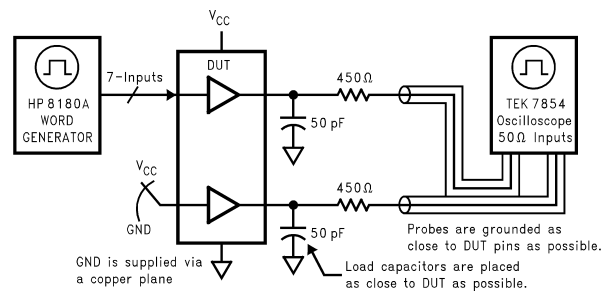 VCC
DUT
7-Inputs
HP 8180A
WORD
GENERATOR
450Ω
50 pF
TEK 7854
Oscilloscope
50Ω Inputs
VCC
GND
450Ω
50 pF
Probes are grounded as
close to DUT pins as possible.
GND is supplied via
a copper plane
Load capacitors are placed
as close to DUT as possible.